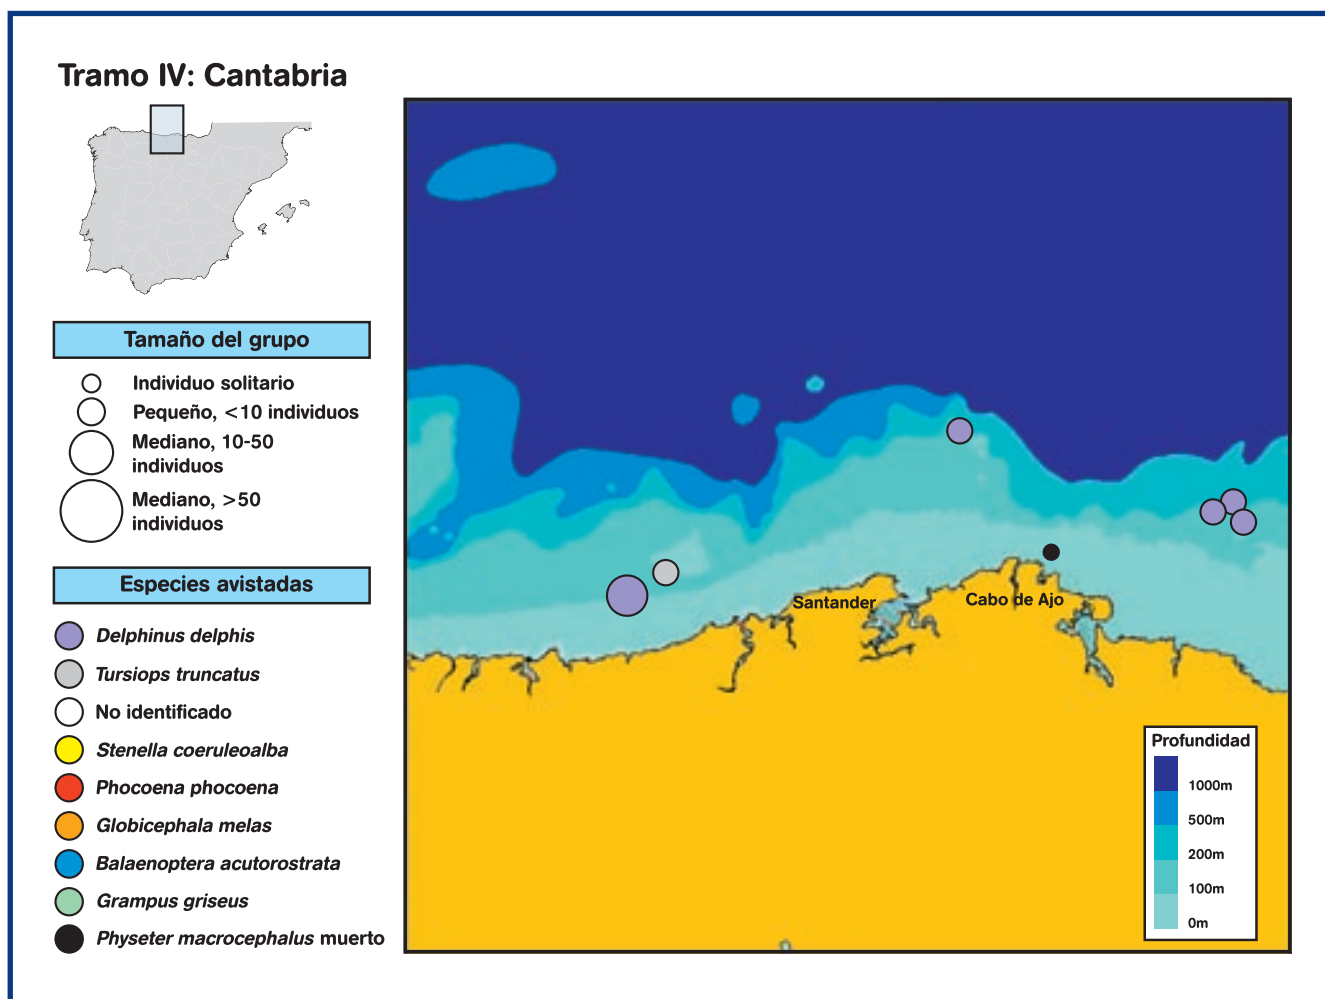 Tramo IV: Cantabria
Tamaño del grupo
Individuo solitario
Pequeño, <10 individuos
Mediano, 10-50
individuos
Mediano, >50
individuos
Especies avistadas
Delphinus delphis
Tursiops truncatus
No identificado
Stenella coeruleoalba
Phocoena phocoena
Globicephala melas
Balaenoptera acutorostrata
Grampus griseus
Physeter macrocephalus muerto
Santander
Cabo de Ajo
Profundidad
1000m
500m
200m
100m
0m